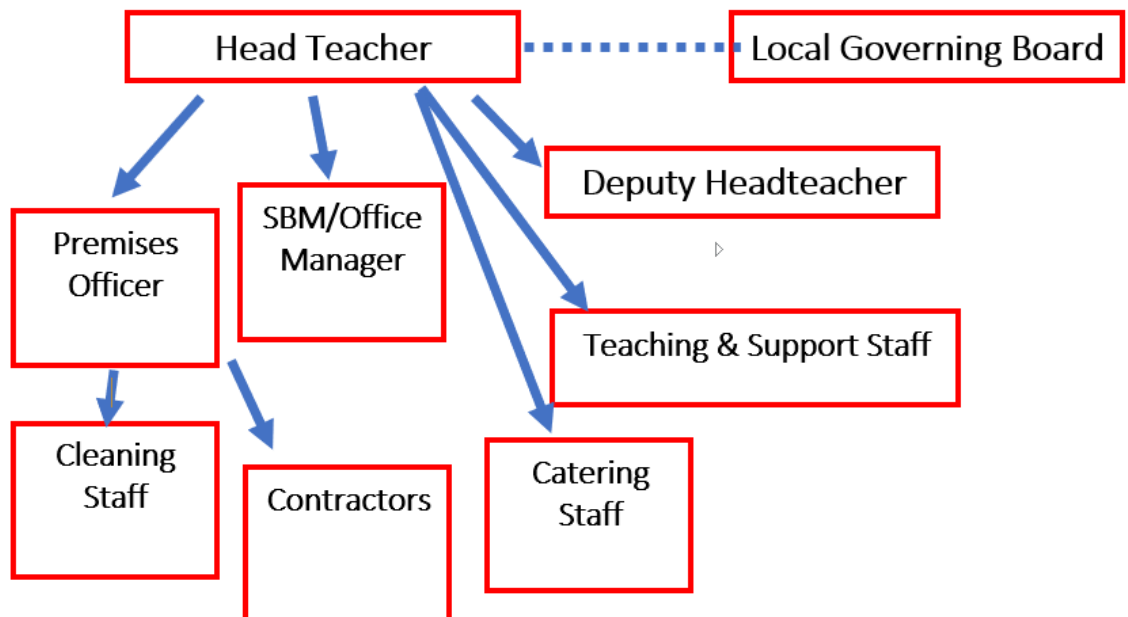 Head Teacher
Local Governing Board
Deputy Headteacher
SBM/Office
Manager
Premises
Officer
Teaching & Support Staff
Cleaning
Staff
Contractors
Catering
Staff